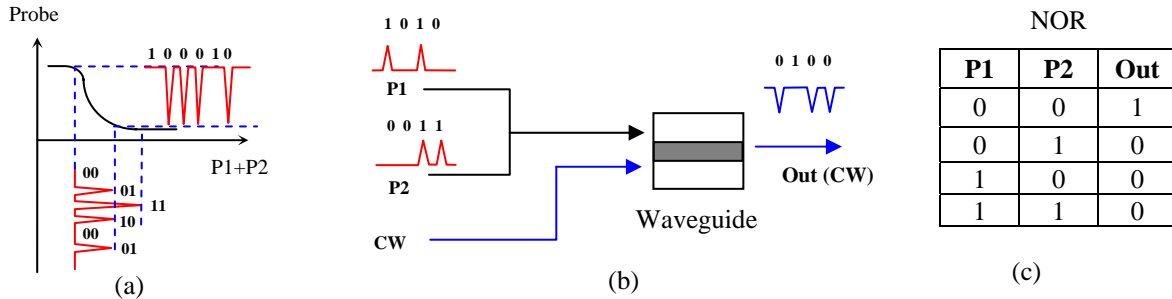 Probe
1 0 0 0 1 0
P1+P2
00
01
11
10
00
01
(a)
1 0 1 0
P1
0 0 1 1
P2
CW
0 1 0 0
Out (CW)
Waveguide
(b)
NOR
P1 P2 Out
0 0 1
0 1 0
1 0 0
1 1 0
(c)